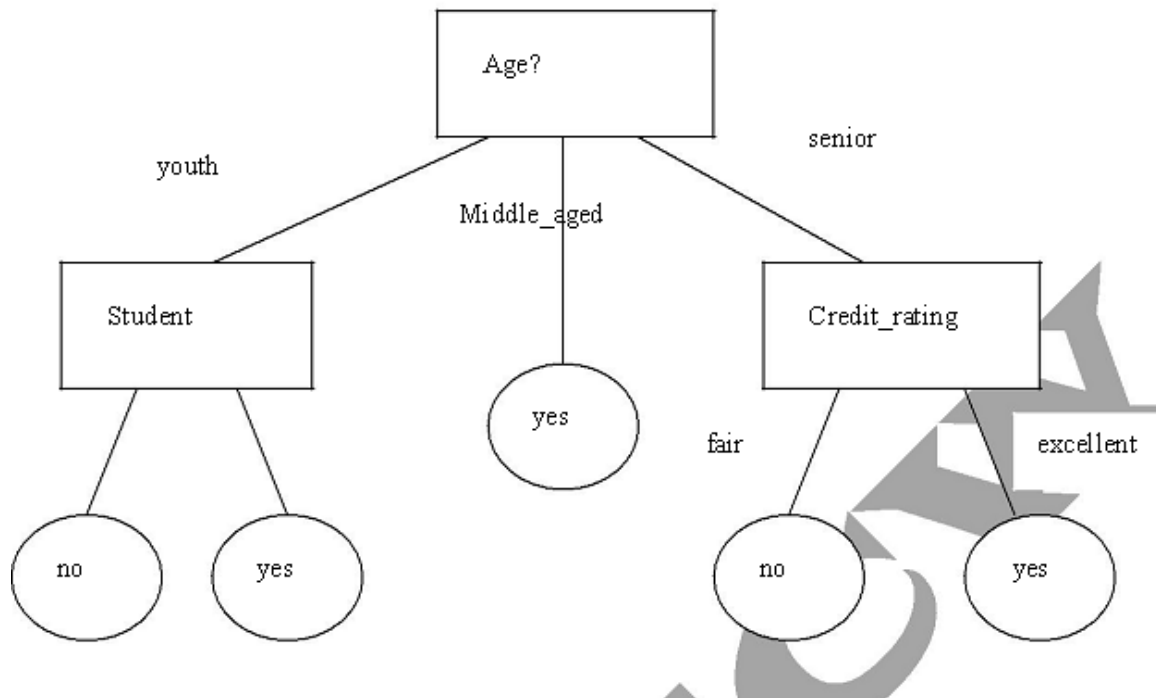 Age?
youth
senior
Middle_aged
Student
Credit_rating
yes
fair
excellent
no
yes
no
yes